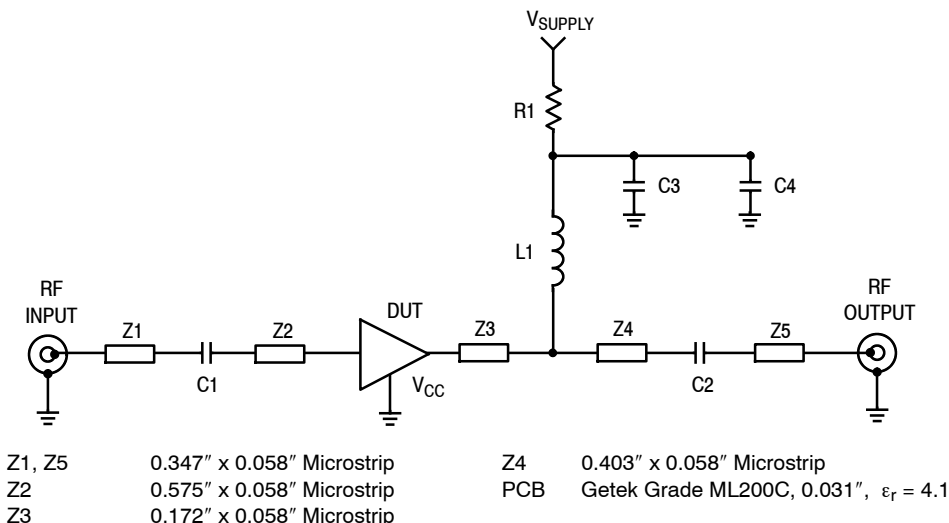 VSUPPLY
R1
C3 C4
L1
RF INPUT
RF OUTPUT
DUT
Z1 Z2 Z3 Z4 Z5
C1 VCC C2
Z1, Z5 0.347″ x 0.058″ Microstrip
Z2 0.575″ x 0.058″ Microstrip
Z3 0.172″ x 0.058″ Microstrip
Z4 0.403″ x 0.058″ Microstrip
PCB Getek Grade ML200C, 0.031″, εr = 4.1